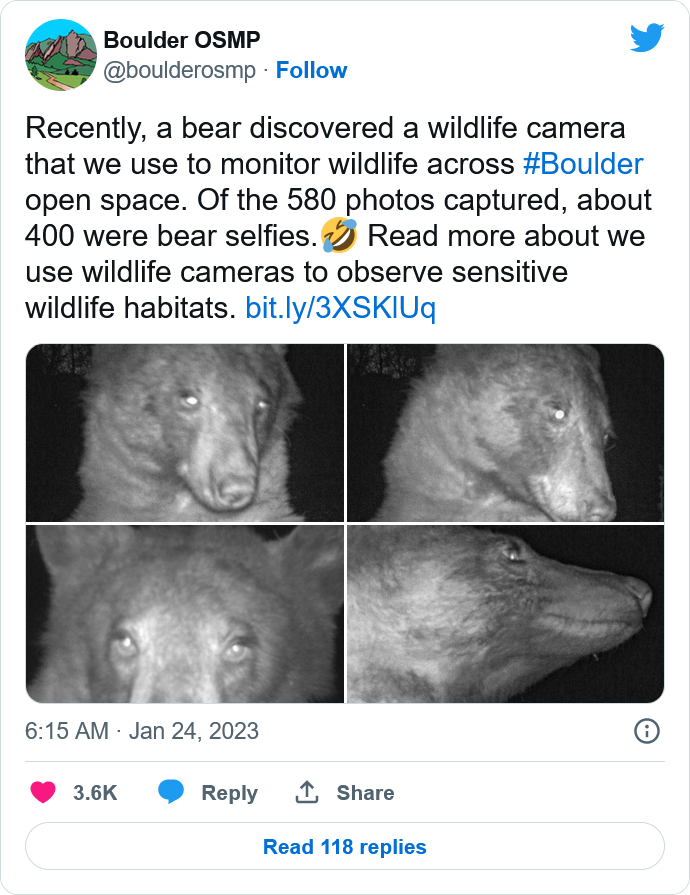 Boulder OSMP
@boulderosmp · Follow
Recently, a bear discovered a wildlife camera
that we use to monitor wildlife across #Boulder
open space. Of the 580 photos captured, about
400 were bear selfies.🤣 Read more about we
use wildlife cameras to observe sensitive
wildlife habitats. bit.ly/3XSKlUq
6:15 AM · Jan 24, 2023
3.6K Reply Share
Read 118 replies